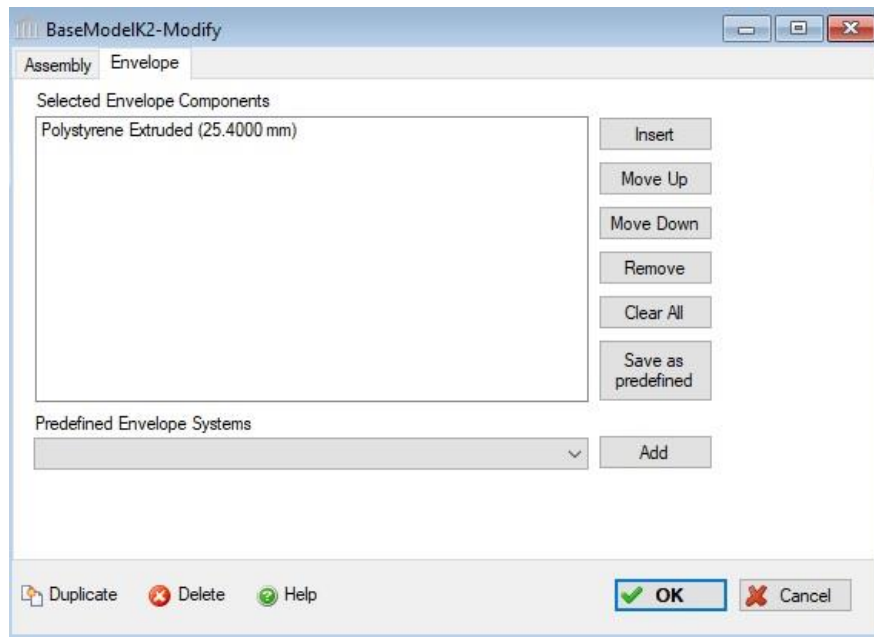 BaseModelK2-Modify
Assembly
Envelope
Selected Envelope Components
Polystyrene Extruded (25.4000 mm)
Insert
Move Up
Move Down
Remove
Clear All
Save as
predefined
Predefined Envelope Systems
Add
Duplicate
Delete
Help
OK
Cancel